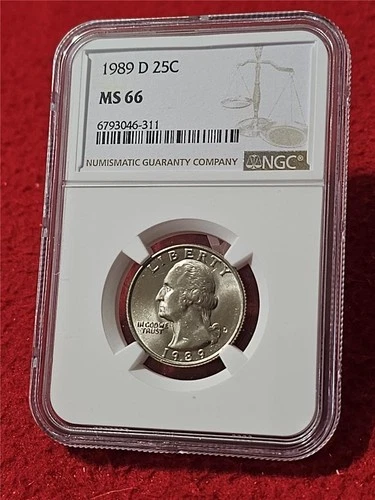 1989 D 25C
MS 66
6793046-311
NUMISMATIC GUARANTY COMPANY NGC®
LIBERTY
IN GOD WE
TRUST
D
1989